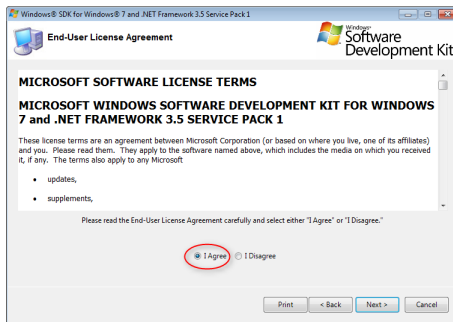 Windows® SDK for Windows® 7 and .NET Framework 3.5 Service Pack 1
End-User License Agreement
Windows®
Software
Development Kit
MICROSOFT SOFTWARE LICENSE TERMS
MICROSOFT WINDOWS SOFTWARE DEVELOPMENT KIT FOR WINDOWS
7 and .NET FRAMEWORK 3.5 SERVICE PACK 1
These license terms are an agreement between Microsoft Corporation (or based on where you live, one of its affiliates)
and you. Please read them. They apply to the software named above, which includes the media on which you received
it, if any. The terms also apply to any Microsoft
• updates,
• supplements,
Please read the End-User License Agreement carefully and select either "I Agree" or "I Disagree."
I Agree I Disagree
Print < Back Next > Cancel